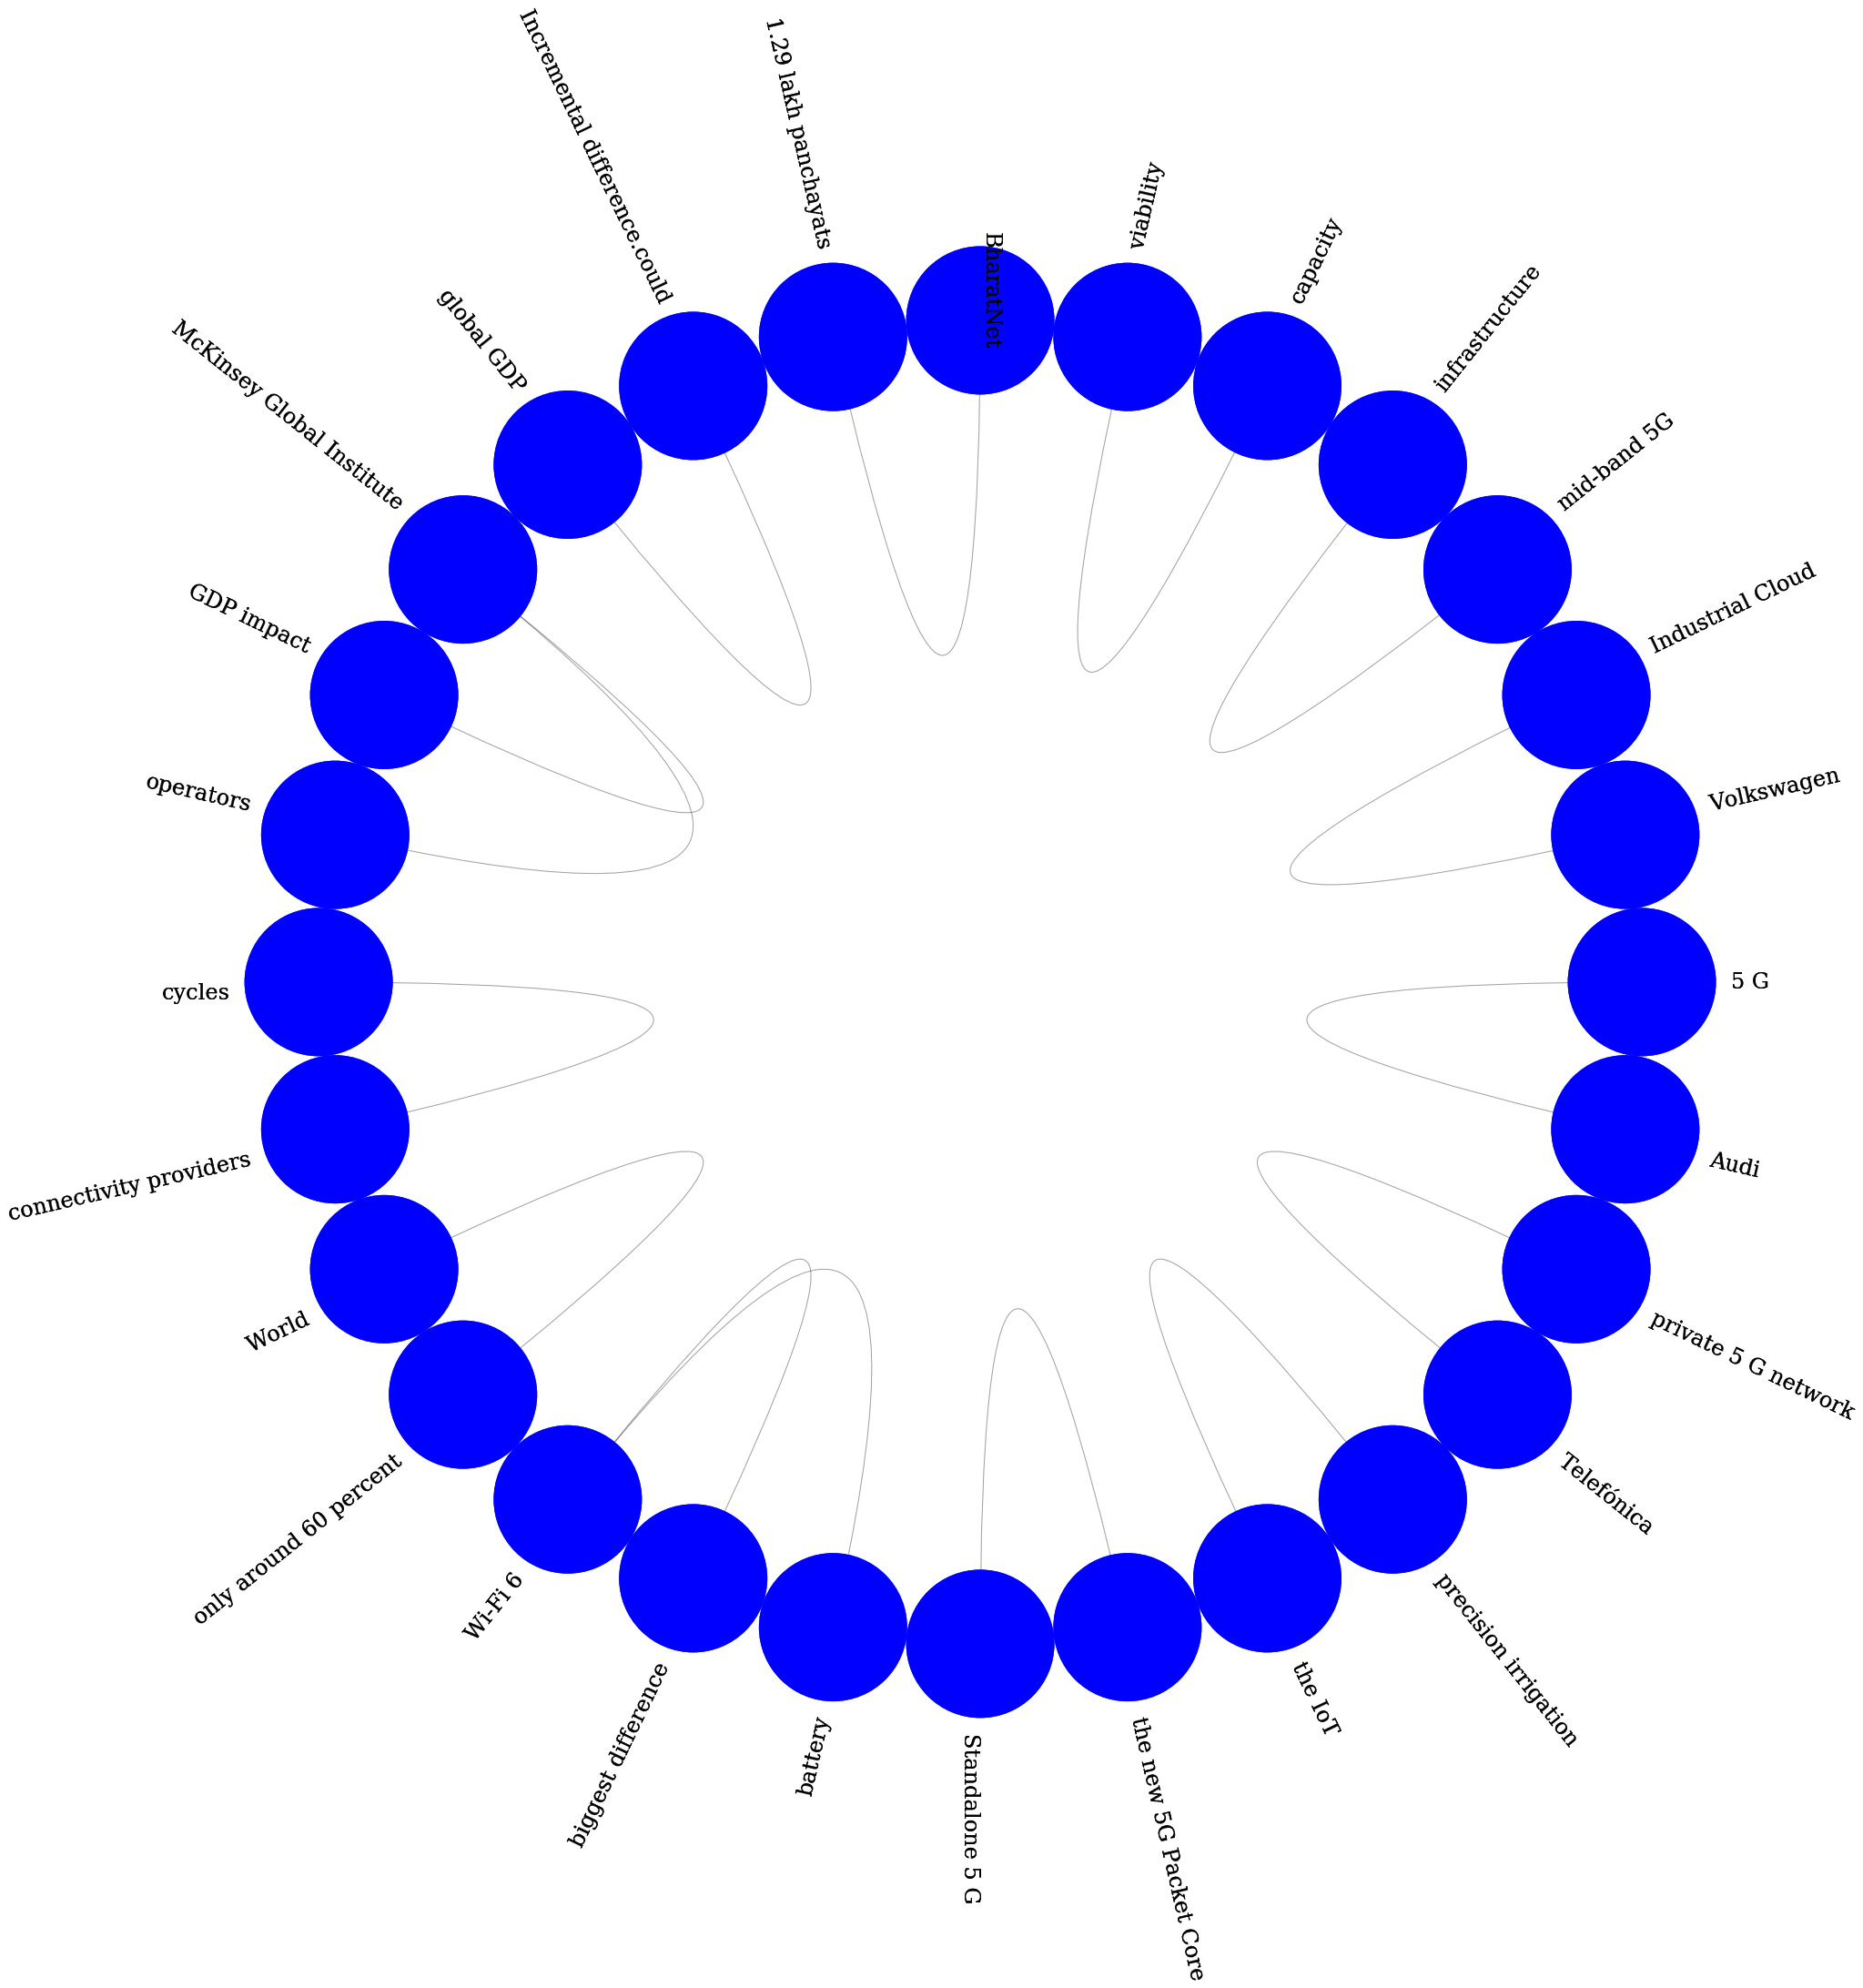 Incremental difference.could
1.29 lakh panchayats
BharatNet
viability
capacity
infrastructure
mid-band 5G
Industrial Cloud
Volkswagen
5 G
Audi
private 5 G network
Telefónica
precision irrigation
the IoT
the new 5G Packet Core
Standalone 5 G
battery
biggest difference
Wi-Fi 6
only around 60 percent
World
connectivity providers
cycles
operators
GDP impact
McKinsey Global Institute
global GDP